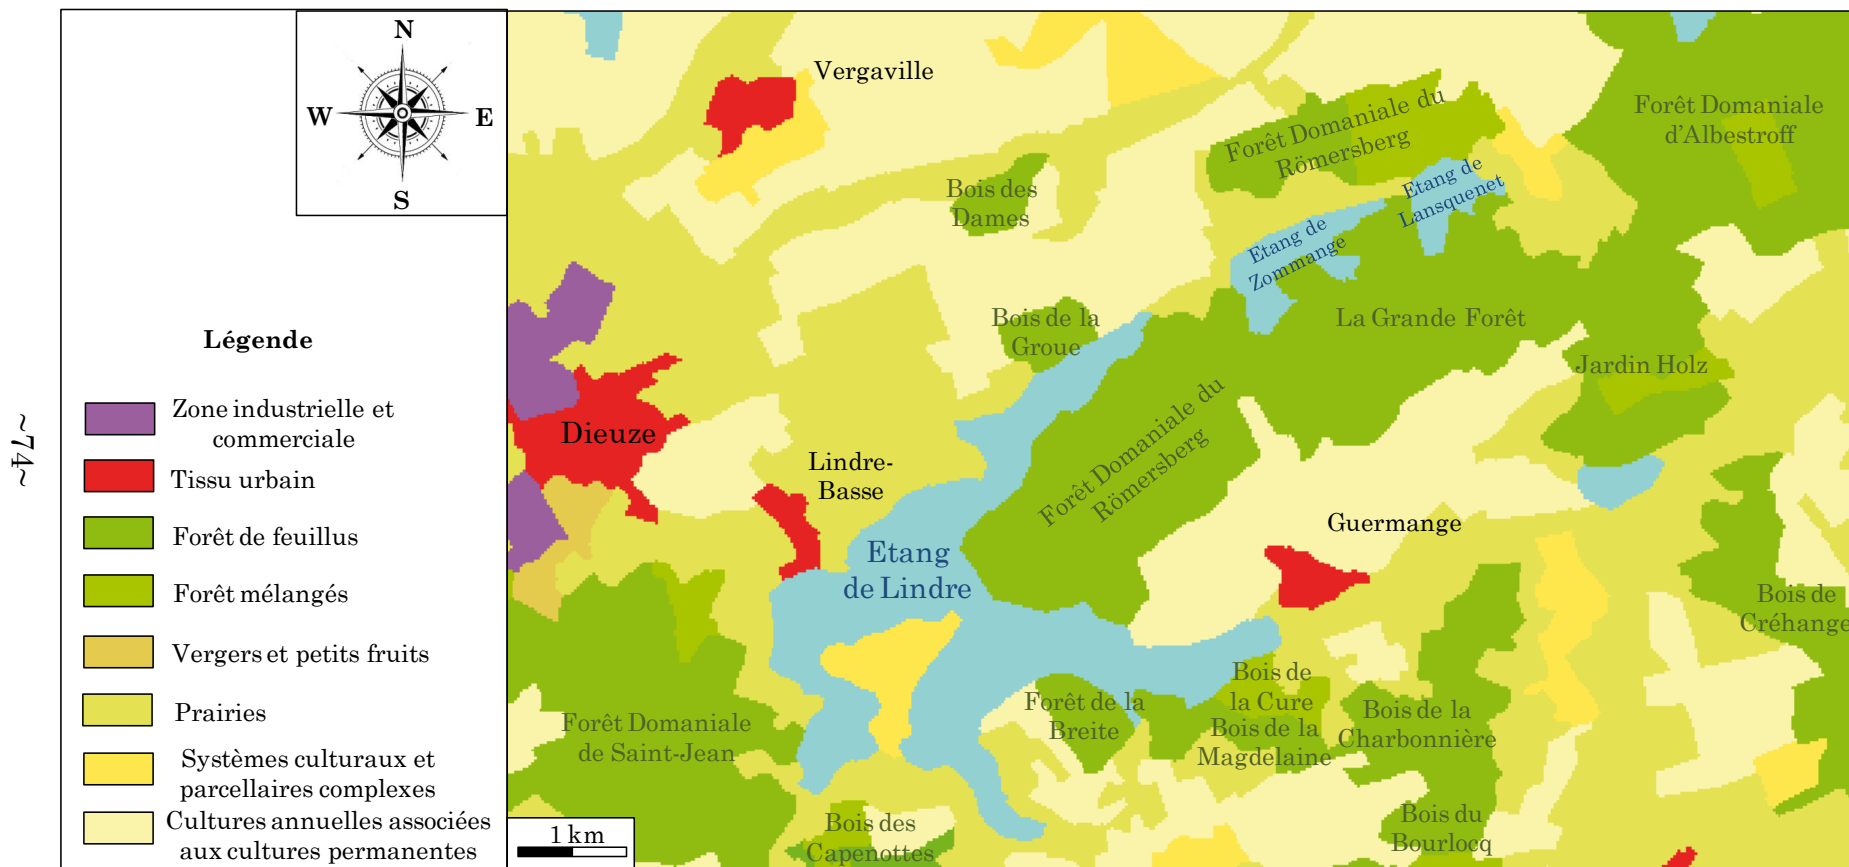 ~74~
N
W E
S
Légende
Zone industrielle et
commerciale
Tissu urbain
Forêt de feuillus
Forêt mélangés
Vergers et petits fruits
Prairies
Systèmes culturaux et
parcellaires complexes
Cultures annuelles associées
aux cultures permanentes
Vergaville
Forêt Domaniale du
Römersberg
Forêt Domaniale
d'Albestroff
Bois des
Dames
Etang de
Lansquenet
Etang de
Zommange
Bois de la
Groue
La Grande Forêt
Jardin Holz
Dieuze
Forêt Domaniale du
Römersberg
Lindre-
Basse
Guermange
Etang
de Lindre
Bois de
Créhange
Bois de
la Cure
Forêt de la
Breite
Bois de la
Magdelaine
Bois de la
Charbonnière
Forêt Domaniale
de Saint-Jean
Bois des
Capenottes
Bois du
Bourlocq
1 km